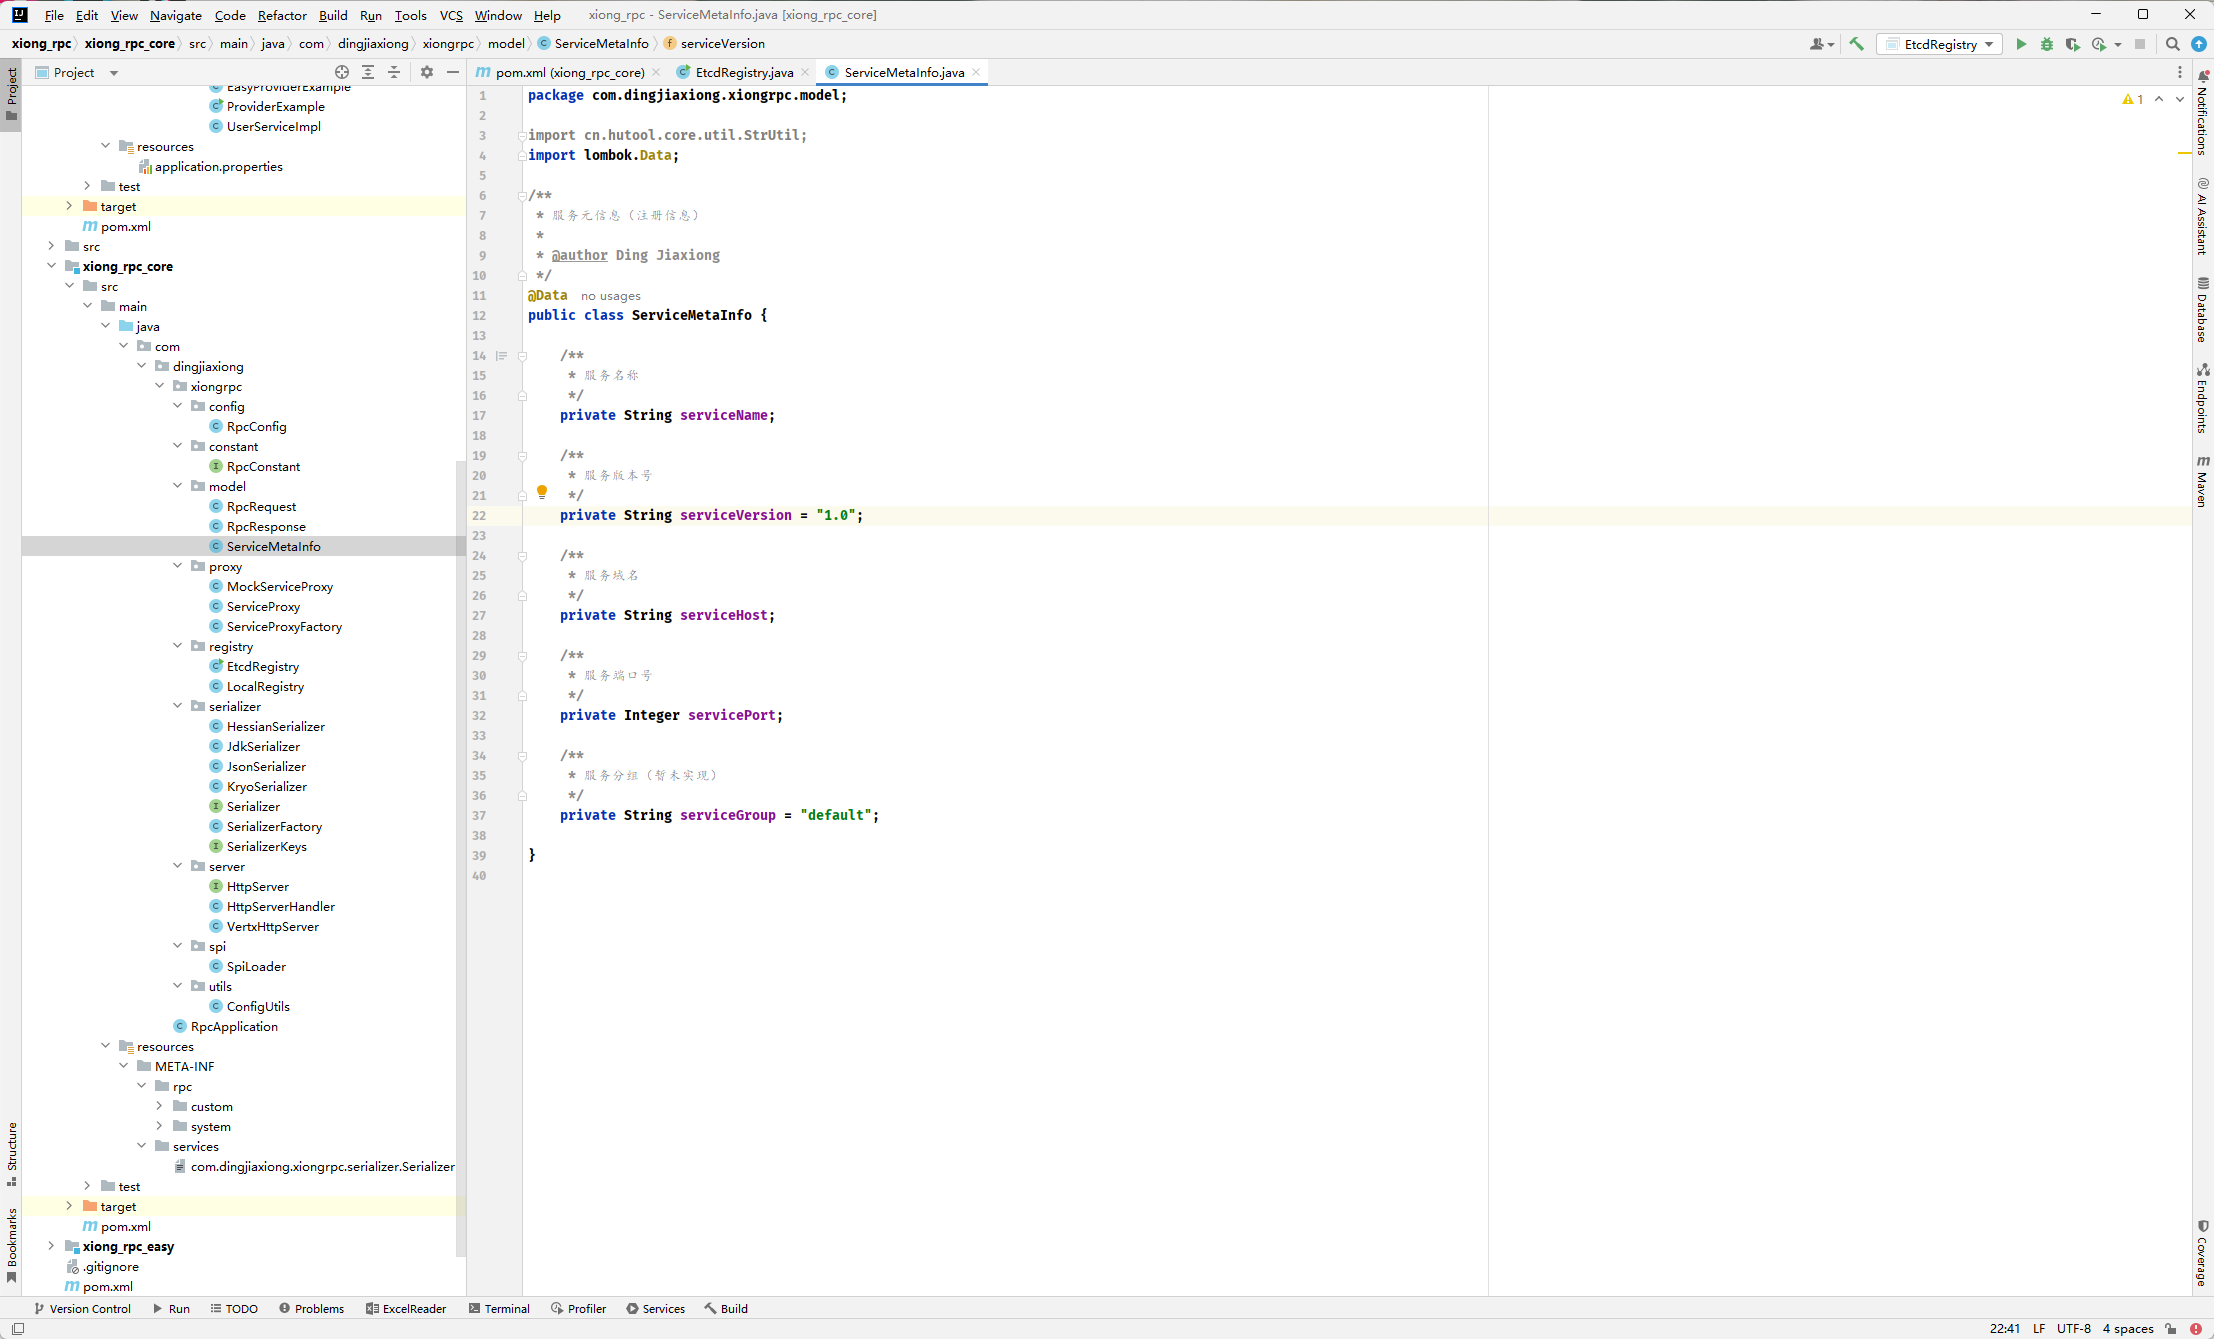 File Edit View Navigate Code Refactor Build Run Tools VCS Window Help xiong_rpc - ServiceMetaInfo.java [xiong_rpc_core]
xiong_rpc xiong_rpc_core src main java com dingjiaxiong xiongrpc model ServiceMetaInfo serviceVersion EtcdRegistry
Project
pom.xml (xiong_rpc_core) EtcdRegistry.java ServiceMetaInfo.java
Project
EasyProviderExample
ProviderExample
UserServiceImpl
resources
application.properties
test
target
pom.xml
src
xiong_rpc_core
src
main
java
com
dingjiaxiong
xiongrpc
config
RpcConfig
constant
RpcConstant
model
RpcRequest
RpcResponse
ServiceMetaInfo
proxy
MockServiceProxy
ServiceProxy
ServiceProxyFactory
registry
EtcdRegistry
LocalRegistry
serializer
HessianSerializer
JdkSerializer
JsonSerializer
KryoSerializer
Serializer
SerializerFactory
SerializerKeys
server
HttpServer
HttpServerHandler
VertxHttpServer
spi
SpiLoader
utils
ConfigUtils
RpcApplication
resources
META-INF
rpc
custom
system
services
com.dingjiaxiong.xiongrpc.serializer.Serializer
test
target
pom.xml
xiong_rpc_easy
.gitignore
pom.xml
Structure
Bookmarks
1 package com.dingjiaxiong.xiongrpc.model;
2
3 import cn.hutool.core.util.StrUtil;
4 import lombok.Data;
5
6 /**
7 * 服务元信息（注册信息）
8 *
9 * @author Ding Jiaxiong
10 */
11 @Data no usages
12 public class ServiceMetaInfo {
13
14 /**
15 * 服务名称
16 */
17 private String serviceName;
18
19 /**
20 * 服务版本号
21 */
22 private String serviceVersion = "1.0";
23
24 /**
25 * 服务域名
26 */
27 private String serviceHost;
28
29 /**
30 * 服务端口号
31 */
32 private Integer servicePort;
33
34 /**
35 * 服务分组（暂未实现）
36 */
37 private String serviceGroup = "default";
38
39 }
40
1
Notifications
AI Assistant
Database
Endpoints
Maven
Coverage
Version Control Run TODO Problems ExcelReader Terminal Profiler Services Build
22:41 LF UTF-8 4 spaces